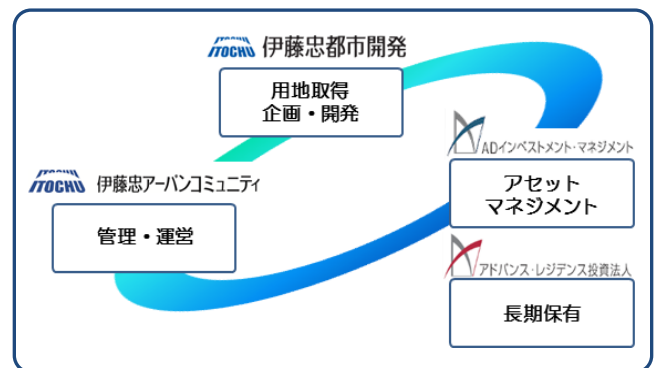 ITOCHU 伊藤忠都市開発
用地取得
企画・開発
ADインベストメント・マネジメント
アセット
マネジメント
ITOCHU 伊藤忠アーバンコミュニティ
管理・運営
アドバンス・レジデンス投資法人
長期保有